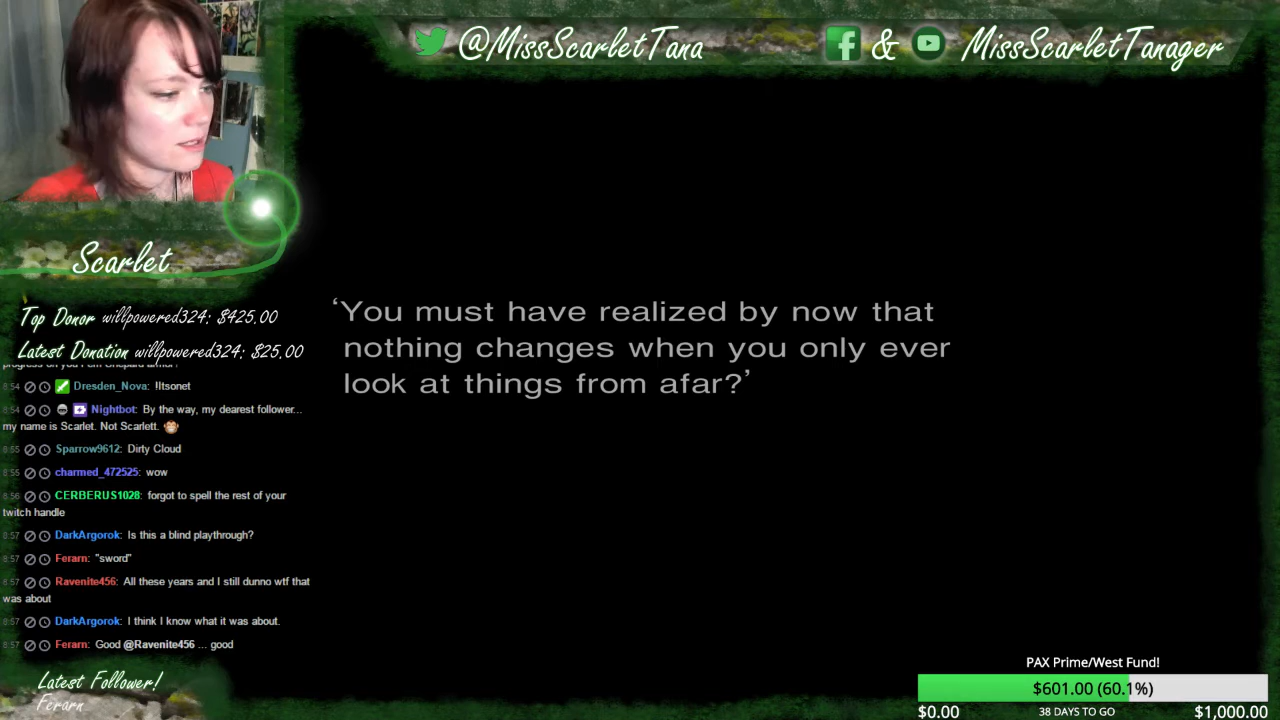 @MissScarletTana
& MissScarletTanager
Scarlet
Top Donor willpowered324: $425.00
Latest Donation willpowered324: $25.00
8:54 Dresden_Nova: !Itsonet
8:54 Nightbot: By the way, my dearest follower...
my name is Scarlet. Not Scarlett.
8:55 Sparrow9612: Dirty Cloud
8:55 charmed_472525: wow
8:56 CERBERUS1028: forgot to spell the rest of your
twitch handle
8:57 DarkArgorok: Is this a blind playthrough?
8:57 Ferarn: "sword"
8:57 Ravenite456: All these years and I still dunno wtf that
was about
8:57 DarkArgorok: I think I know what it was about.
8:57 Ferarn: Good @Ravenite456 ... good
Latest Follower!
Ferarn
‘You must have realized by now that
nothing changes when you only ever
look at things from afar?’
PAX Prime/West Fund!
$601.00 (60.1%)
$0.00 38 DAYS TO GO $1,000.00